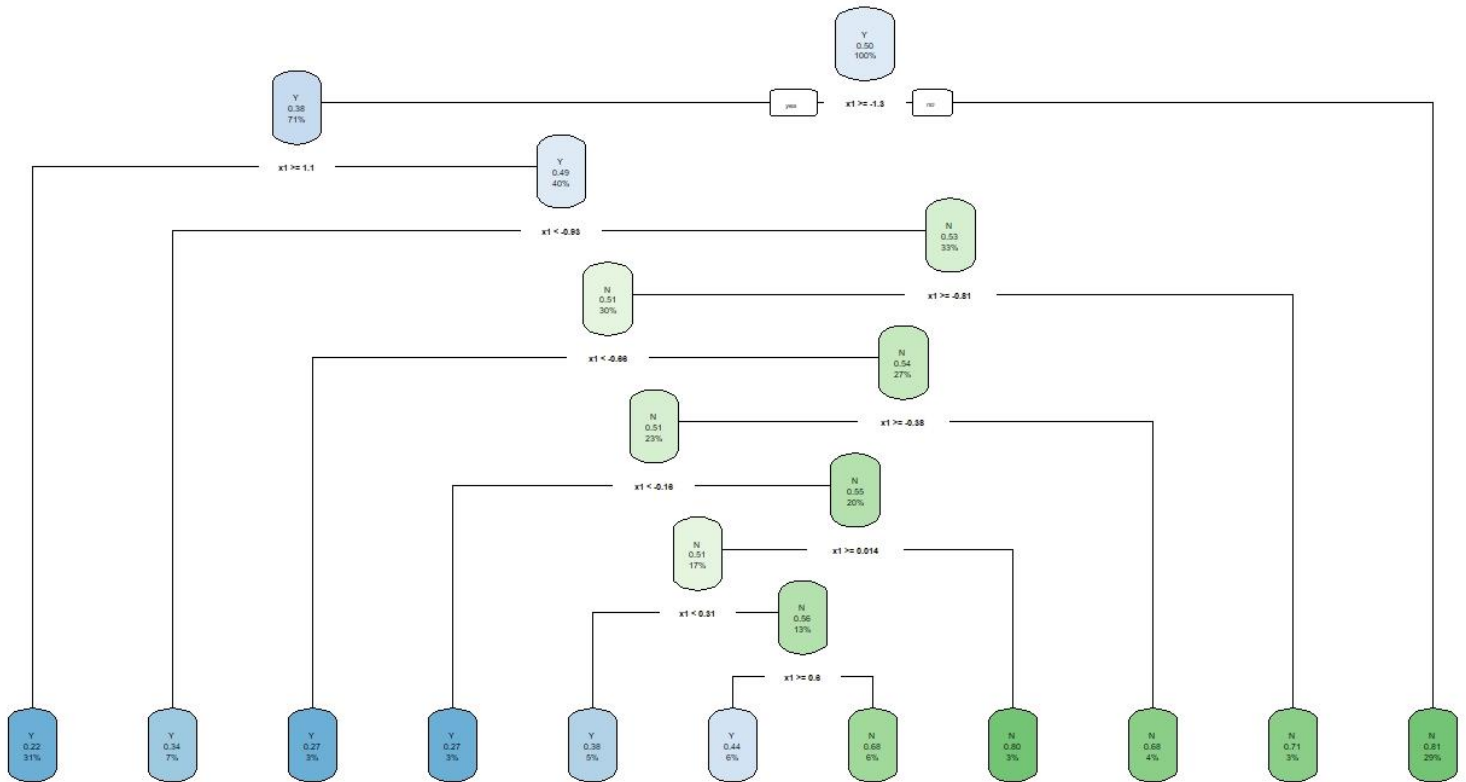 Y
0.50
100%
yes
x1 >= -1.3
no
Y
0.38
71%
x1 >= 1.1
Y
0.49
40%
x1 < -0.93
N
0.53
33%
N
0.51
30%
x1 >= -0.81
x1 < -0.66
N
0.54
27%
N
0.51
23%
x1 >= -0.38
x1 < -0.16
N
0.55
20%
N
0.51
17%
x1 >= 0.014
x1 < 0.31
N
0.56
13%
x1 >= 0.6
Y
0.22
31%
Y
0.34
7%
Y
0.27
3%
Y
0.27
3%
Y
0.38
5%
Y
0.44
6%
N
0.68
6%
N
0.80
3%
N
0.68
4%
N
0.71
3%
N
0.81
29%